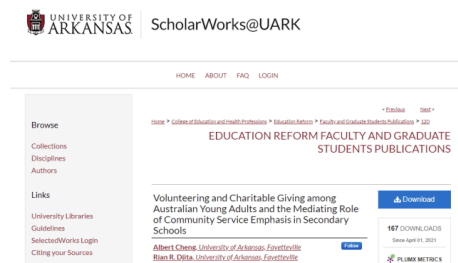 UNIVERSITY OF
ARKANSAS
ScholarWorks@UARK
HOME ABOUT FAQ LOGIN
Browse
Collections
Disciplines
Authors
Links
University Libraries
Guidelines
SelectedWorks Login
Citing your Sources
< Previous Next >
Home > College of Education and Health Professions > Education Reform > Faculty and Graduate Students Publications > 120
EDUCATION REFORM FACULTY AND GRADUATE
STUDENTS PUBLICATIONS
Volunteering and Charitable Giving among
Australian Young Adults and the Mediating Role
of Community Service Emphasis in Secondary
Schools
Albert Cheng, University of Arkansas, Fayetteville
Follow
Rian R. Djita, University of Arkansas, Fayetteville
Download
167 DOWNLOADS
Since April 01, 2021
PLUMX METRICS